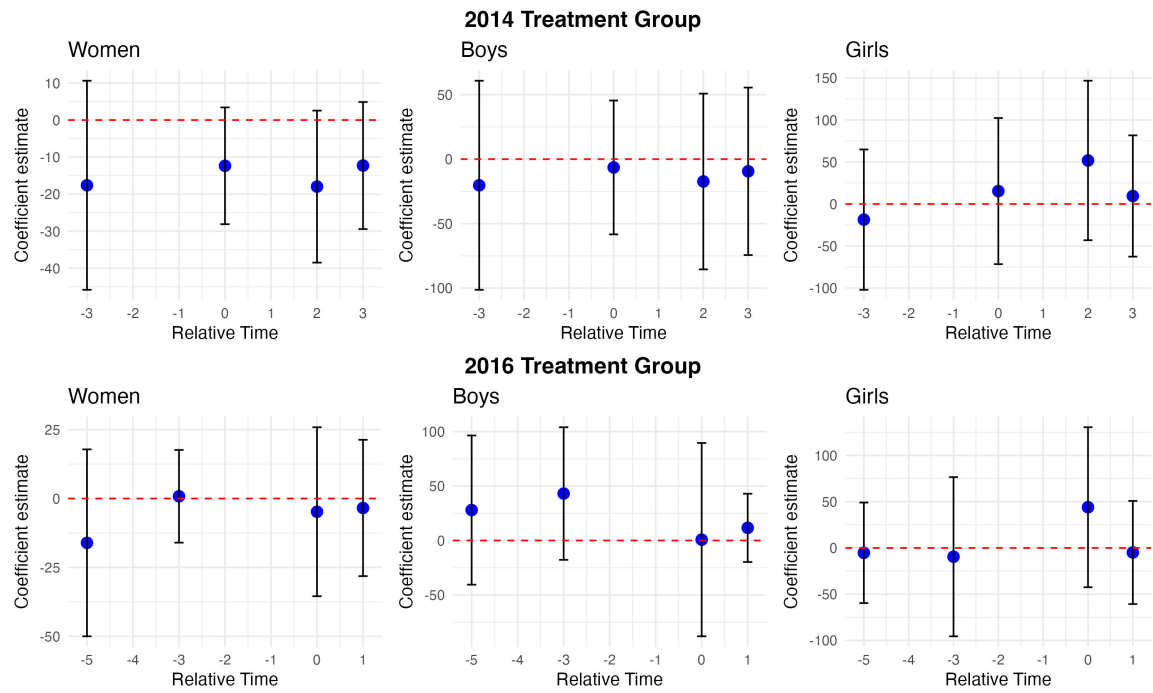 2014 Treatment Group
Women
Coefficient estimate
10
0
-10
-20
-30
-40
-3 -2 -1 0 1 2 3
Relative Time
Boys
Coefficient estimate
50
0
-50
-100
-3 -2 -1 0 1 2 3
Relative Time
Girls
Coefficient estimate
150
100
50
0
-50
-100
-3 -2 -1 0 1 2 3
Relative Time
2016 Treatment Group
Women
Coefficient estimate
25
0
-25
-50
-5 -4 -3 -2 -1 0 1
Relative Time
Boys
Coefficient estimate
100
50
0
-50
-5 -4 -3 -2 -1 0 1
Relative Time
Girls
Coefficient estimate
100
50
0
-50
-100
-5 -4 -3 -2 -1 0 1
Relative Time